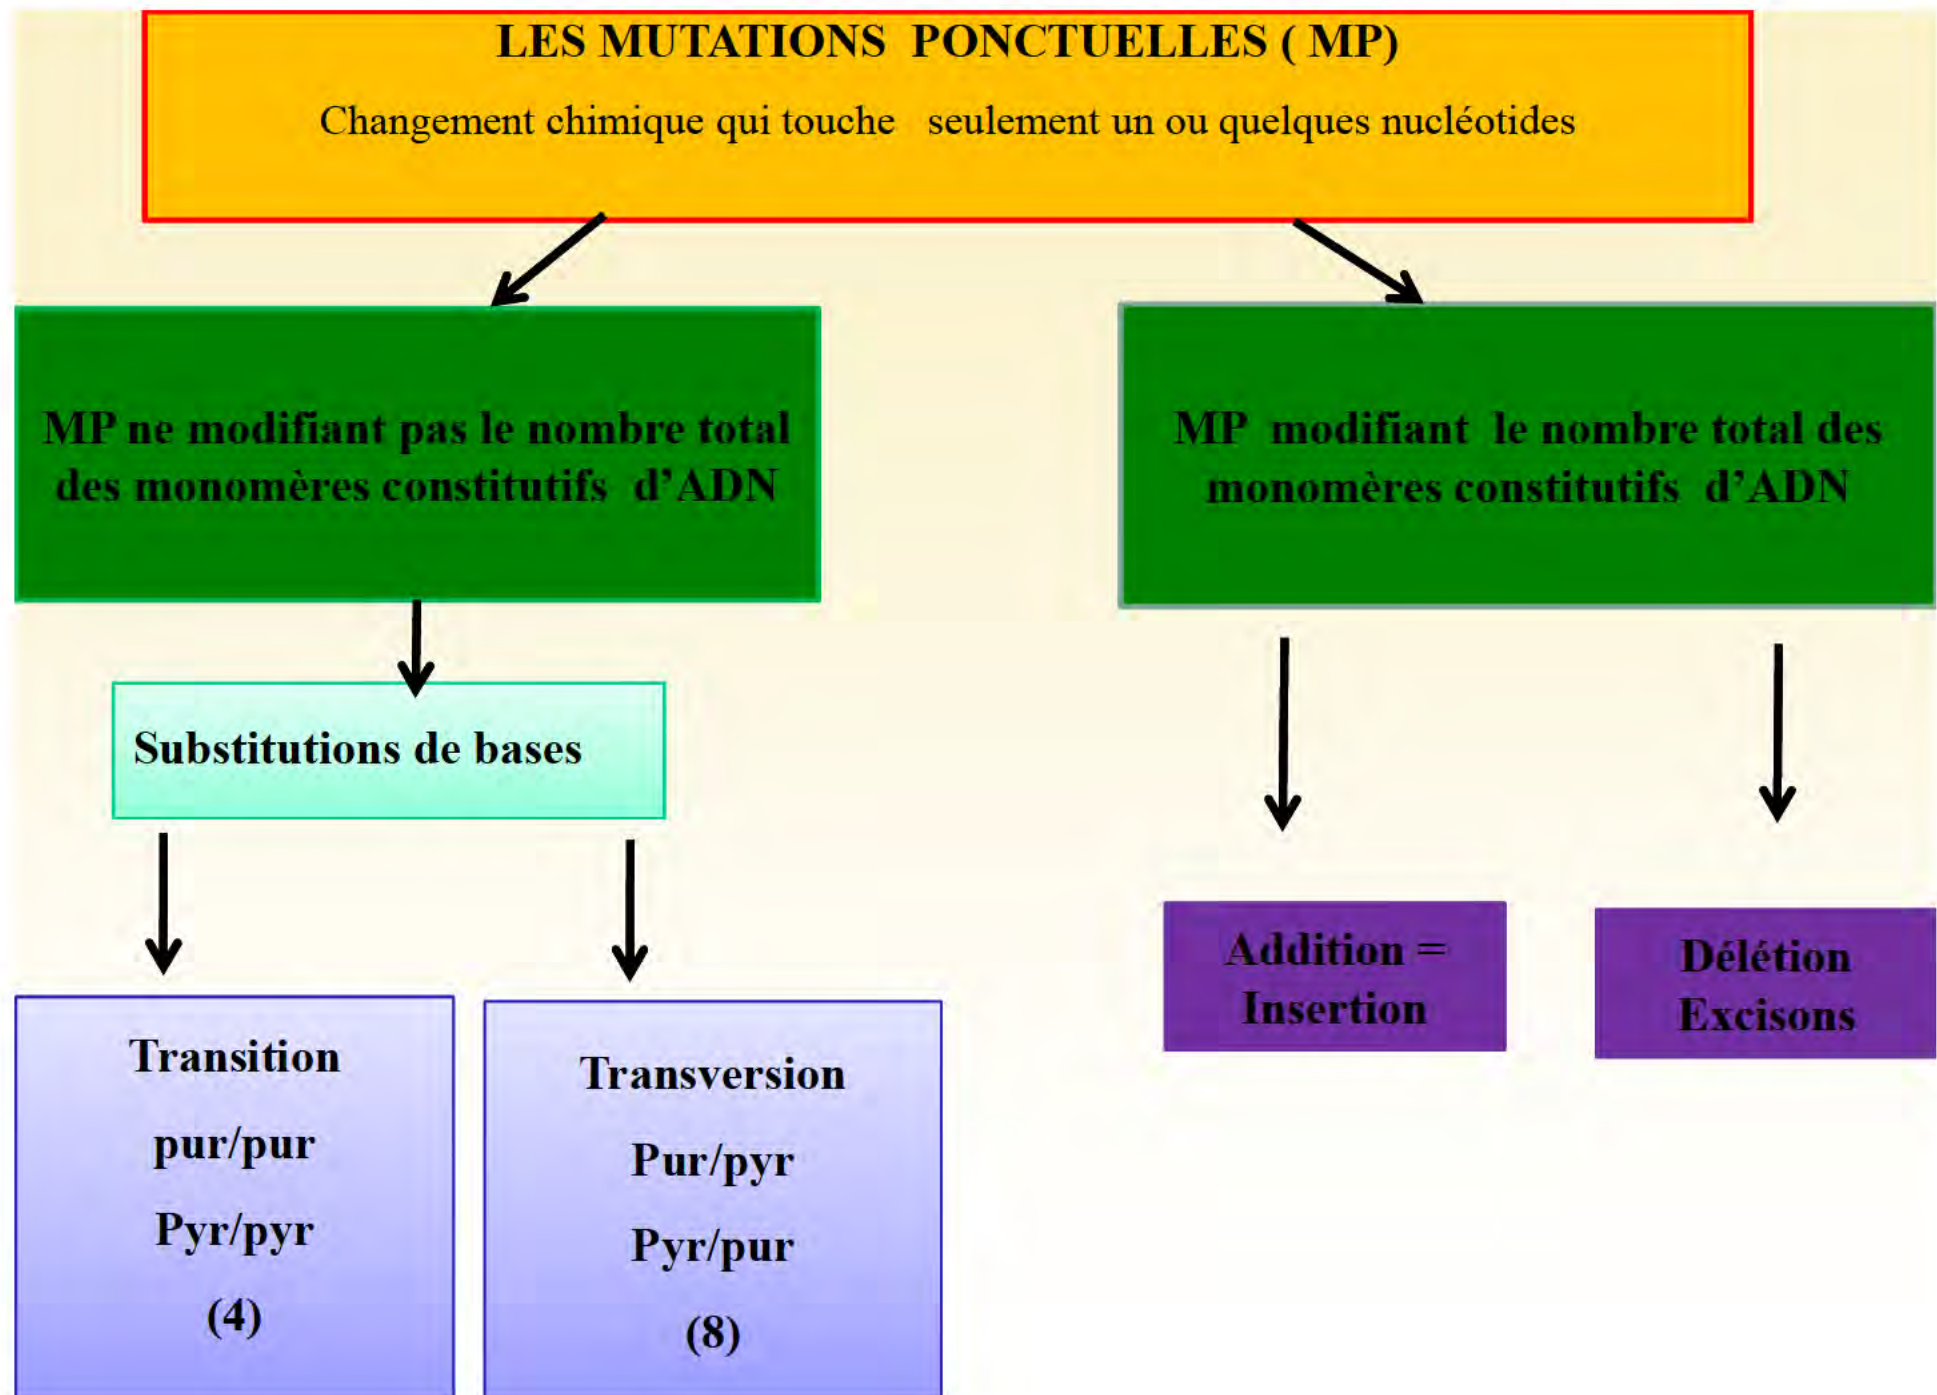 LES MUTATIONS PONCTUELLES ( MP)
Changement chimique qui touche seulement un ou quelques nucléotides
MP ne modifiant pas le nombre total
des monomères constitutifs d’ADN
MP modifiant le nombre total des
monomères constitutifs d’ADN
Substitutions de bases
Addition =
Insertion
Délétion
Excisons
Transition
pur/pur
Pyr/pyr
(4)
Transversion
Pur/pyr
Pyr/pur
(8)